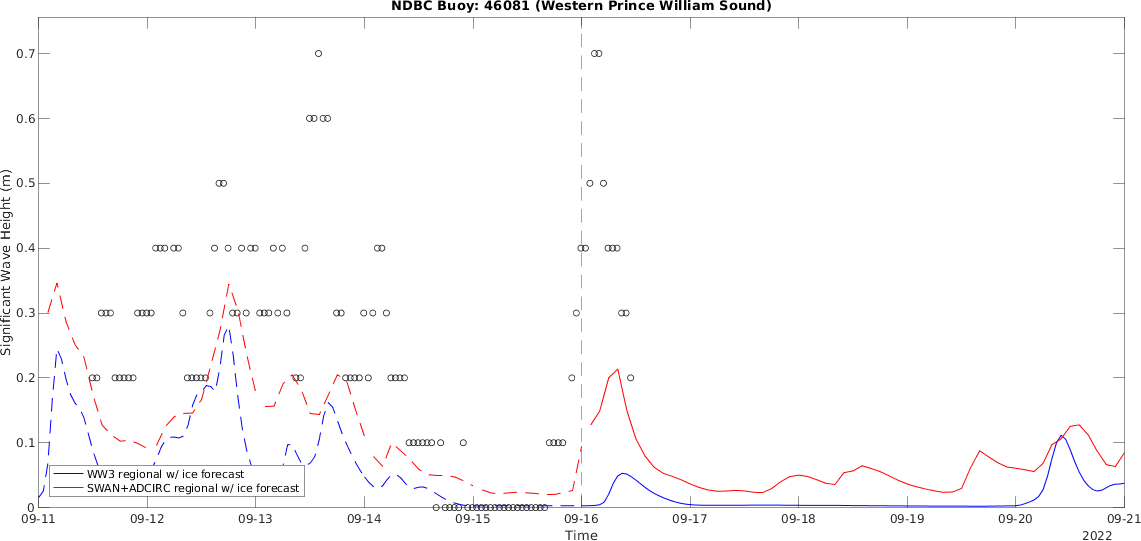 NDBC Buoy: 46081 (Western Prince William Sound)
Significant Wave Height (m)
0.7
0.6
0.5
0.4
0.3
0.2
0.1
0
WW3 regional w/ ice forecast
SWAN+ADCIRC regional w/ ice forecast
09-11 09-12 09-13 09-14 09-15 09-16 09-17 09-18 09-19 09-20 09-21
Time
2022